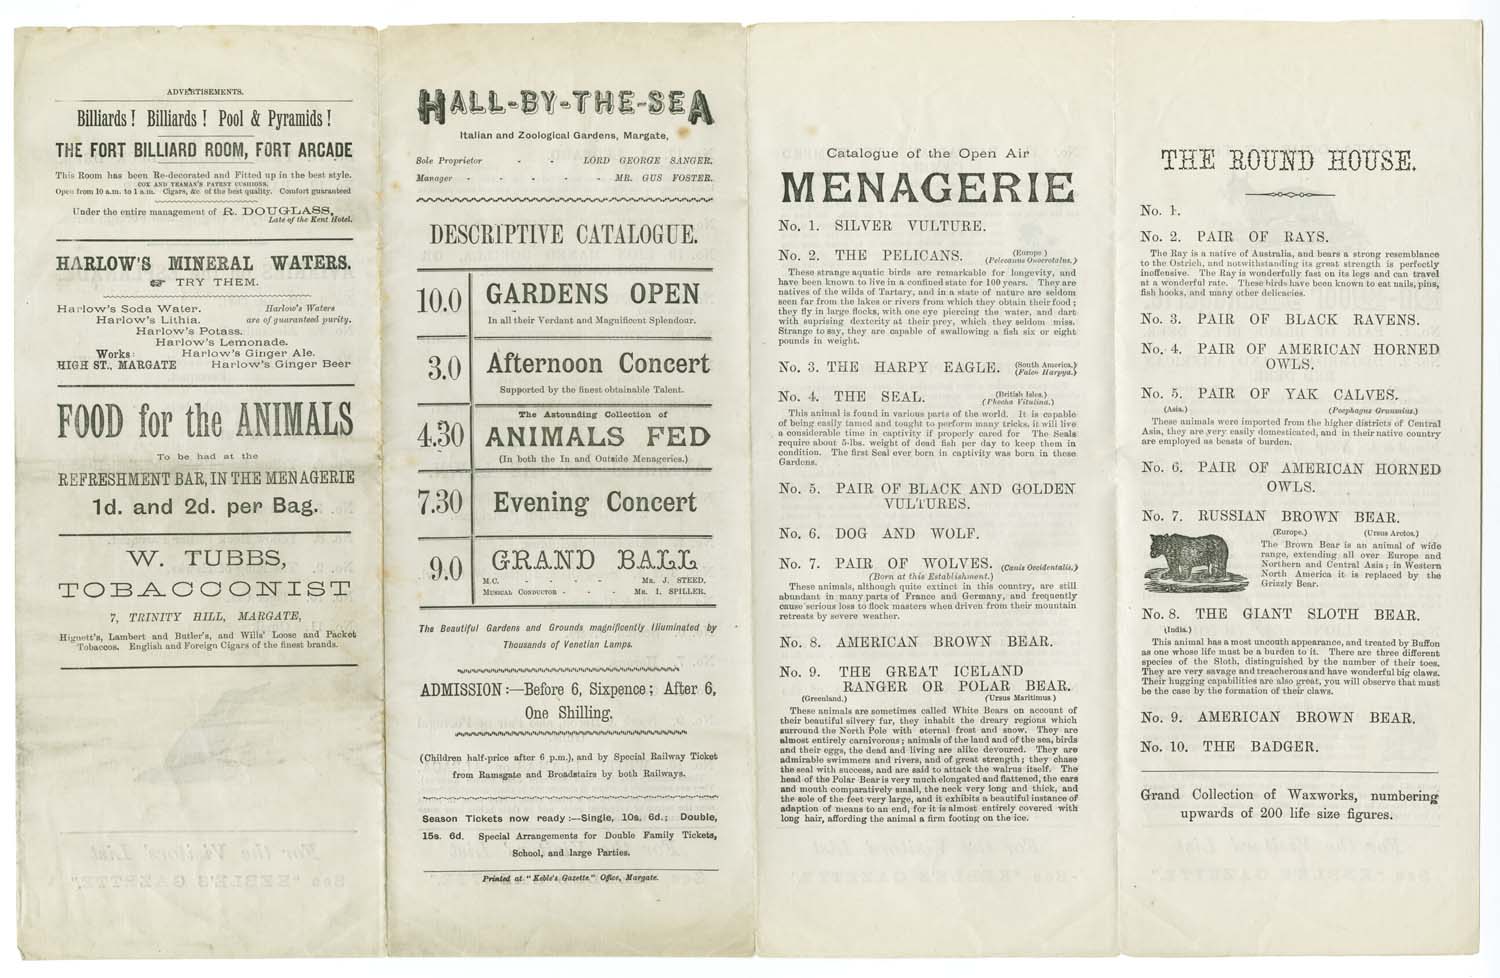 ADVERTISEMENTS.
Billiards! Billiards! Pool & Pyramids!
THE FORT BILLIARD ROOM, FORT ARCADE
This Room has been Re-decorated and Fitted up in the best style.
COX AND YEAMAN'S PATENT CUSHIONS.
Open from 10 a.m. to 1 a.m. Cigars, &c. of the best quality. Comfort guaranteed
Under the entire management of R. DOUGLASS,
Late of the Kent Hotel.
HARLOW'S MINERAL WATERS.
☞ TRY THEM.
Harlow's Soda Water. Harlow's Waters
Harlow's Lithia. are of guaranteed purity.
Harlow's Potass.
Harlow's Lemonade.
Works: Harlow's Ginger Ale.
HIGH ST., MARGATE Harlow's Ginger Beer
FOOD for the ANIMALS
To be had at the
REFRESHMENT BAR, IN THE MENAGERIE
1d. and 2d. per Bag.
W. TUBBS,
TOBACCONIST
7, TRINITY HILL, MARGATE,
Hignett's, Lambert and Butler's, and Wills' Loose and Packet
Tobaccos. English and Foreign Cigars of the finest brands.
HALL-BY-THE-SEA
Italian and Zoological Gardens, Margate,
Sole Proprietor - - LORD GEORGE SANGER.
Manager - - - - - MR. GUS FOSTER.
DESCRIPTIVE CATALOGUE.
10.0 GARDENS OPEN
In all their Verdant and Magnificent Splendour.
3.0 Afternoon Concert
Supported by the finest obtainable Talent.
The Astounding Collection of
4.30 ANIMALS FED
(In both the In and Outside Menageries.)
7.30 Evening Concert
9.0 GRAND BALL
M.C. - - - - MR. J. STEED.
MUSICAL CONDUCTOR - - - MR. I. SPILLER.
The Beautiful Gardens and Grounds magnificently illuminated by
Thousands of Venetian Lamps.
ADMISSION:—Before 6, Sixpence; After 6,
One Shilling.
(Children half-price after 6 p.m.), and by Special Railway Ticket
from Ramsgate and Broadstairs by both Railways.
Season Tickets now ready:—Single, 10s. 6d.; Double,
15s. 6d. Special Arrangements for Double Family Tickets,
School, and large Parties.
Printed at "Keble's Gazette" Office, Margate.
Catalogue of the Open Air
MENAGERIE
No. 1. SILVER VULTURE.
No. 2. THE PELICANS. (Europe.)
(Pelecanus Onocrotalus.)
These strange aquatic birds are remarkable for longevity, and
have been known to live in a confined state for 100 years. They are
natives of the wilds of Tartary, and in a state of nature are seldom
seen far from the lakes or rivers from which they obtain their food;
they fly in large flocks, with one eye piercing the water, and dart
with suprising dexterity at their prey, which they seldom miss.
Strange to say, they are capable of swallowing a fish six or eight
pounds in weight.
No. 3. THE HARPY EAGLE. (South America.)
(Falco Harpya.)
No. 4. THE SEAL. (British Isles.)
(Phocha Vitulina.)
This animal is found in various parts of the world. It is capable
of being easily tamed and tought to perform many tricks, it will live
a considerable time in captivity if properly cared for The Seals
require about 5-lbs. weight of dead fish per day to keep them in
condition. The first Seal ever born in captivity was born in these
Gardens.
No. 5. PAIR OF BLACK AND GOLDEN
VULTURES.
No. 6. DOG AND WOLF.
No. 7. PAIR OF WOLVES. (Canis Occidentalis.)
(Born at this Establishment.)
These animals, although quite extinct in this country, are still
abundant in many parts of France and Germany, and frequently
cause serious loss to flock masters when driven from their mountain
retreats by severe weather.
No. 8. AMERICAN BROWN BEAR.
No. 9. THE GREAT ICELAND
RANGER OR POLAR BEAR.
(Greenland.) (Ursus Maritimus.)
These animals are sometimes called White Bears on account of
their beautiful silvery fur, they inhabit the dreary regions which
surround the North Pole with eternal frost and snow. They are
almost entirely carnivorous; animals of the land and of the sea, birds
and their eggs, the dead and living are alike devoured. They are
admirable swimmers and rivers, and of great strength; they chase
the seal with success, and are said to attack the walrus itself. The
head of the Polar Bear is very much elongated and flattened, the ears
and mouth comparatively small, the neck very long and thick, and
the sole of the feet very large, and it exhibits a beautiful instance of
adaption of means to an end, for it is almost entirely covered with
long hair, affording the animal a firm footing on the ice.
THE ROUND HOUSE.
No. 1.
No. 2. PAIR OF RAYS.
The Ray is a native of Australia, and bears a strong resemblance
to the Ostrich, and notwithstanding its great strength is perfectly
inoffensive. The Ray is wonderfully fast on its legs and can travel
at a wonderful rate. These birds have been known to eat nails, pins,
fish hooks, and many other delicacies.
No. 3. PAIR OF BLACK RAVENS.
No. 4. PAIR OF AMERICAN HORNED
OWLS.
No. 5. PAIR OF YAK CALVES.
(Asia.) (Poephagus Grunnius.)
These animals were imported from the higher districts of Central
Asia, they are very easily domesticated, and in their native country
are employed as beasts of burden.
No. 6. PAIR OF AMERICAN HORNED
OWLS.
No. 7. RUSSIAN BROWN BEAR.
(Europe.) (Ursus Arctos.)
The Brown Bear is an animal of wide
range, extending all over Europe and
Northern and Central Asia; in Western
North America it is replaced by the
Grizzly Bear.
No. 8. THE GIANT SLOTH BEAR.
(India.)
This animal has a most uncouth appearance, and treated by Buffon
as one whose life must be a burden to it. There are three different
species of the Sloth, distinguished by the number of their toes.
They are very savage and treacherous and have wonderful big claws.
Their hugging capabilities are also great, you will observe that must
be the case by the formation of their claws.
No. 9. AMERICAN BROWN BEAR.
No. 10. THE BADGER.
Grand Collection of Waxworks, numbering
upwards of 200 life size figures.